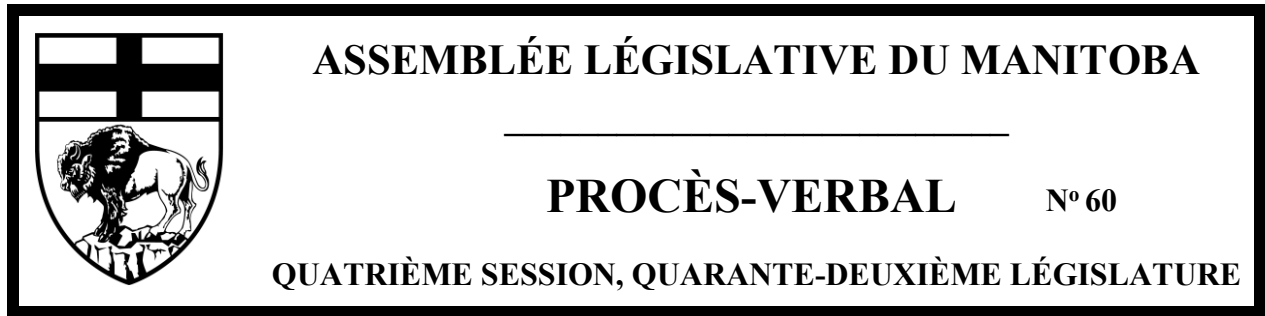 ASSEMBLÉE LÉGISLATIVE DU MANITOBA
PROCÈS-VERBAL Nº 60
QUATRIÈME SESSION, QUARANTE-DEUXIÈME LÉGISLATURE